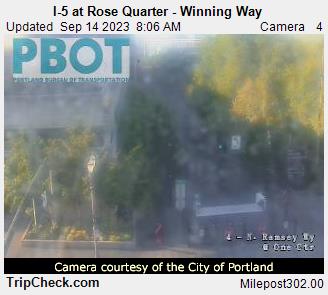 I-5 at Rose Quarter - Winning Way
Updated Sep 14 2023 8:06 AM Camera 4
PBOT
PORTLAND BUREAU OF TRANSPORTATION
4 - N. Ramsey Wy
@ One Ctr
Camera courtesy of the City of Portland
TripCheck.com Milepost302.00